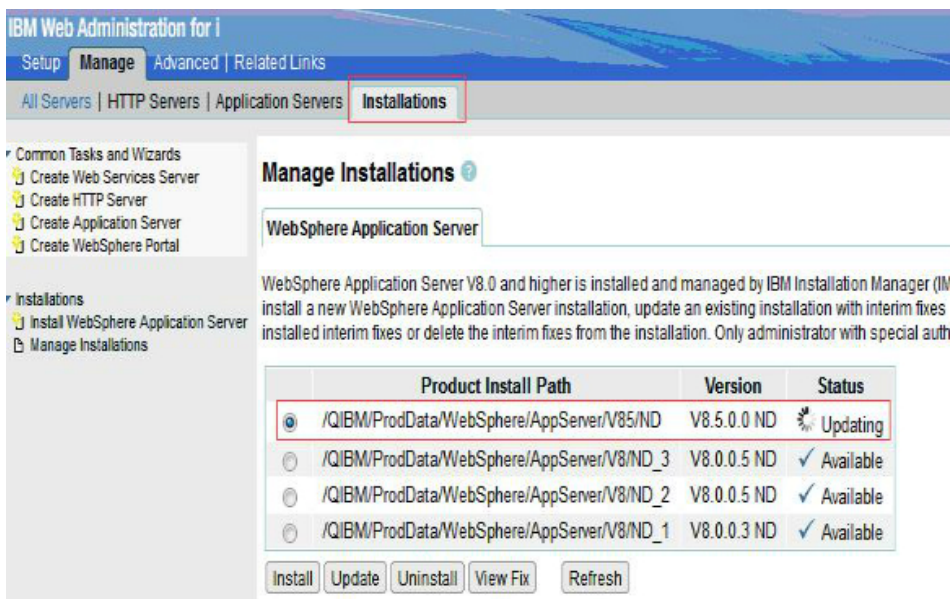 IBM Web Administration for i
Setup Manage Advanced | Related Links
All Servers | HTTP Servers | Application Servers Installations
Common Tasks and Wizards
Create Web Services Server
Create HTTP Server
Create Application Server
Create WebSphere Portal
Installations
Install WebSphere Application Server
Manage Installations
Manage Installations ?
WebSphere Application Server
WebSphere Application Server V8.0 and higher is installed and managed by IBM Installation Manager (IM
install a new WebSphere Application Server installation, update an existing installation with interim fixes
installed interim fixes or delete the interim fixes from the installation. Only administrator with special auth
Product Install Path Version Status
/QIBM/ProdData/WebSphere/AppServer/V85/ND V8.5.0.0 ND Updating
/QIBM/ProdData/WebSphere/AppServer/V8/ND_3 V8.0.0.5 ND Available
/QIBM/ProdData/WebSphere/AppServer/V8/ND_2 V8.0.0.5 ND Available
/QIBM/ProdData/WebSphere/AppServer/V8/ND_1 V8.0.0.3 ND Available
Install Update Uninstall View Fix Refresh